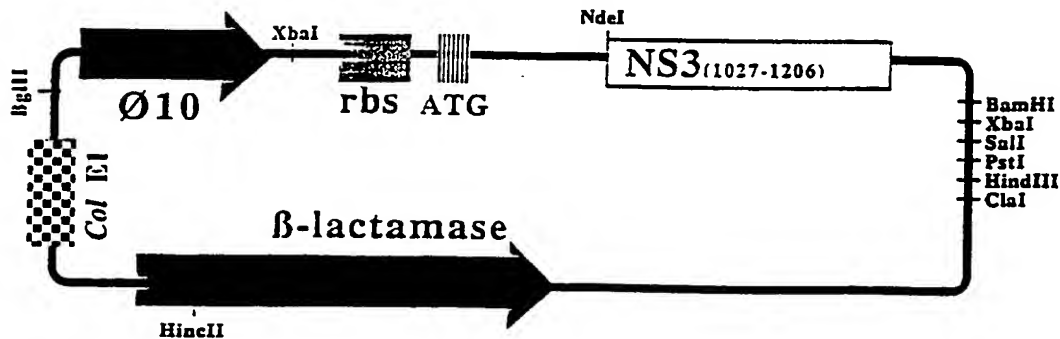 NdeI
XbaI
NS3(1027-1206)
BglII
Ø10
rbs
ATG
BamHI
XbaI
SalI
PstI
HindIII
ClaI
Col E1
ß-lactamase
HincII